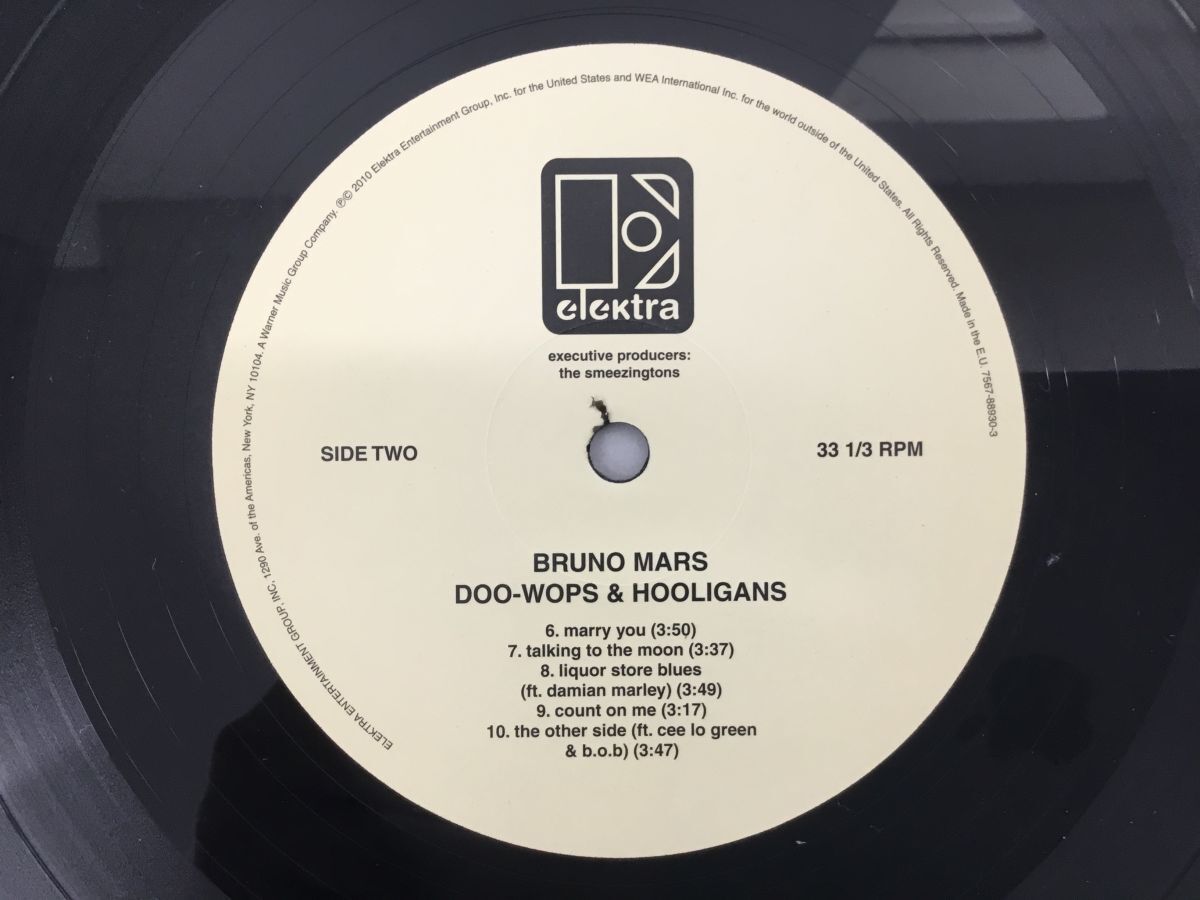 ELEKTRA ENTERTAINMENT GROUP, INC, 1290 Ave. of the Americas, New York, NY 10104. A Warner Music Group Company. ℗© 2010 Elektra Entertainment Group, Inc. for the United States and WEA International Inc. for the world outside of the United States. All Rights Reserved. Made in the E.U. 7567-88930-3
elektra
executive producers:
the smeezingtons
SIDE TWO
33 1/3 RPM
BRUNO MARS
DOO-WOPS & HOOLIGANS
6. marry you (3:50)
7. talking to the moon (3:37)
8. liquor store blues
(ft. damian marley) (3:49)
9. count on me (3:17)
10. the other side (ft. cee lo green
& b.o.b) (3:47)